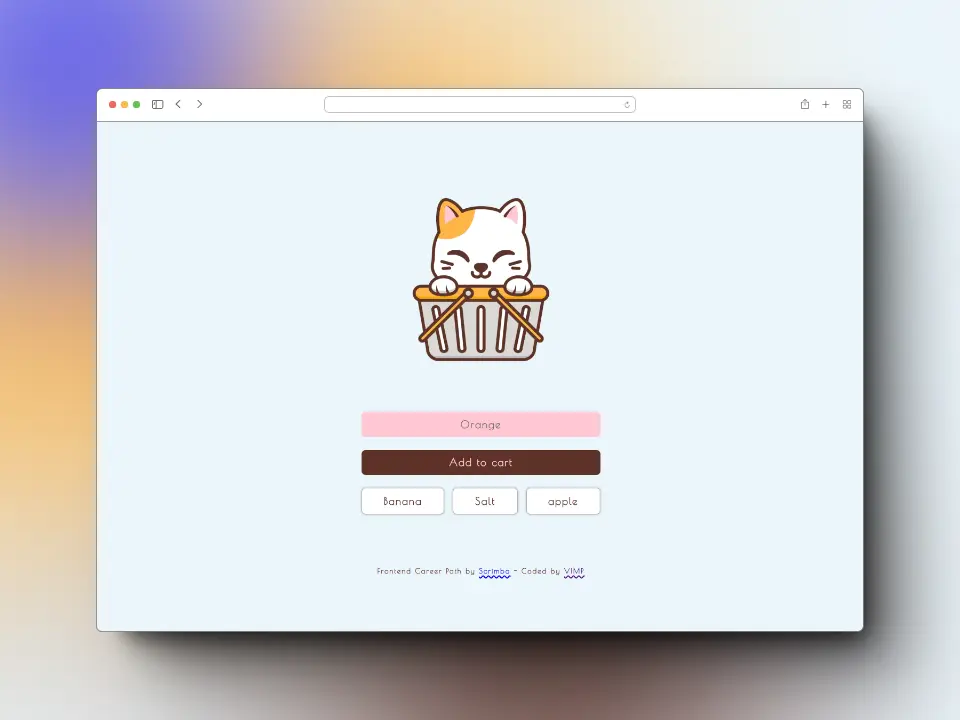 Orange
Add to cart
Banana Salt apple
Frontend Career Path by Scrimba - Coded by VIMP